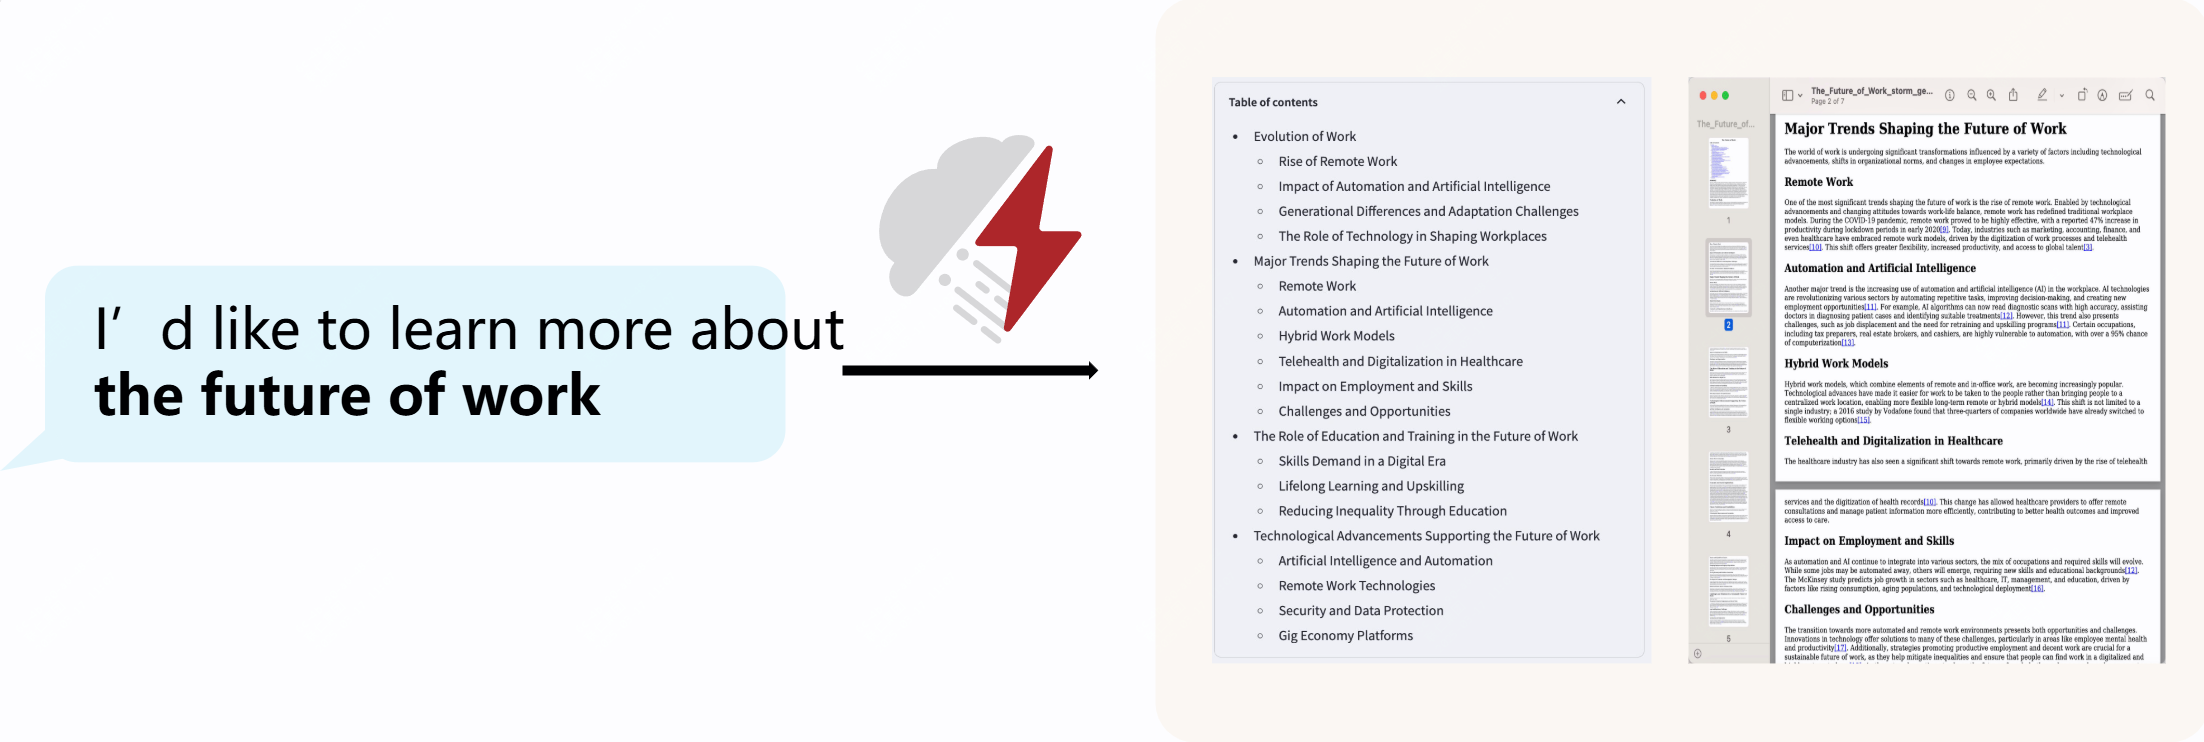 I’d like to learn more about
the future of work
Table of contents
Evolution of Work
Rise of Remote Work
Impact of Automation and Artificial Intelligence
Generational Differences and Adaptation Challenges
The Role of Technology in Shaping Workplaces
Major Trends Shaping the Future of Work
Remote Work
Automation and Artificial Intelligence
Hybrid Work Models
Telehealth and Digitalization in Healthcare
Impact on Employment and Skills
Challenges and Opportunities
The Role of Education and Training in the Future of Work
Skills Demand in a Digital Era
Lifelong Learning and Upskilling
Reducing Inequality Through Education
Technological Advancements Supporting the Future of Work
Artificial Intelligence and Automation
Remote Work Technologies
Security and Data Protection
Gig Economy Platforms
The_Future_of_Work_storm_ge...
Page 2 of 7
The_Future_of...
1
2
3
4
5
Major Trends Shaping the Future of Work
The world of work is undergoing significant transformations influenced by a variety of factors including technological
advancements, shifts in organizational norms, and changes in employee expectations.
Remote Work
One of the most significant trends shaping the future of work is the rise of remote work. Enabled by technological
advancements and changing attitudes towards work-life balance, remote work has redefined traditional workplace
models. During the COVID-19 pandemic, remote work proved to be highly effective, with a reported 47% increase in
productivity during lockdown periods in early 2020[9]. Today, industries such as marketing, accounting, finance, and
even healthcare have embraced remote work models, driven by the digitization of work processes and telehealth
services[10]. This shift offers greater flexibility, increased productivity, and access to global talent[3].
Automation and Artificial Intelligence
Another major trend is the increasing use of automation and artificial intelligence (AI) in the workplace. AI technologies
are revolutionizing various sectors by automating repetitive tasks, improving decision-making, and creating new
employment opportunities[11]. For example, AI algorithms can now read diagnostic scans with high accuracy, assisting
doctors in diagnosing patient cases and identifying suitable treatments[12]. However, this trend also presents
challenges, such as job displacement and the need for retraining and upskilling programs[11]. Certain occupations,
including tax preparers, real estate brokers, and cashiers, are highly vulnerable to automation, with over a 95% chance
of computerization[13].
Hybrid Work Models
Hybrid work models, which combine elements of remote and in-office work, are becoming increasingly popular.
Technological advances have made it easier for work to be taken to the people rather than bringing people to a
centralized work location, enabling more flexible long-term remote or hybrid models[14]. This shift is not limited to a
single industry; a 2016 study by Vodafone found that three-quarters of companies worldwide have already switched to
flexible working options[15].
Telehealth and Digitalization in Healthcare
The healthcare industry has also seen a significant shift towards remote work, primarily driven by the rise of telehealth
services and the digitization of health records[10]. This change has allowed healthcare providers to offer remote
consultations and manage patient information more efficiently, contributing to better health outcomes and improved
access to care.
Impact on Employment and Skills
As automation and AI continue to integrate into various sectors, the mix of occupations and required skills will evolve.
While some jobs may be automated away, others will emerge, requiring new skills and educational backgrounds[12].
The McKinsey study predicts job growth in sectors such as healthcare, IT, management, and education, driven by
factors like rising consumption, aging populations, and technological deployment[16].
Challenges and Opportunities
The transition towards more automated and remote work environments presents both opportunities and challenges.
Innovations in technology offer solutions to many of these challenges, particularly in areas like employee mental health
and productivity[17]. Additionally, strategies promoting productive employment and decent work are crucial for a
sustainable future of work, as they help mitigate inequalities and ensure that people can find work in a digitalized and